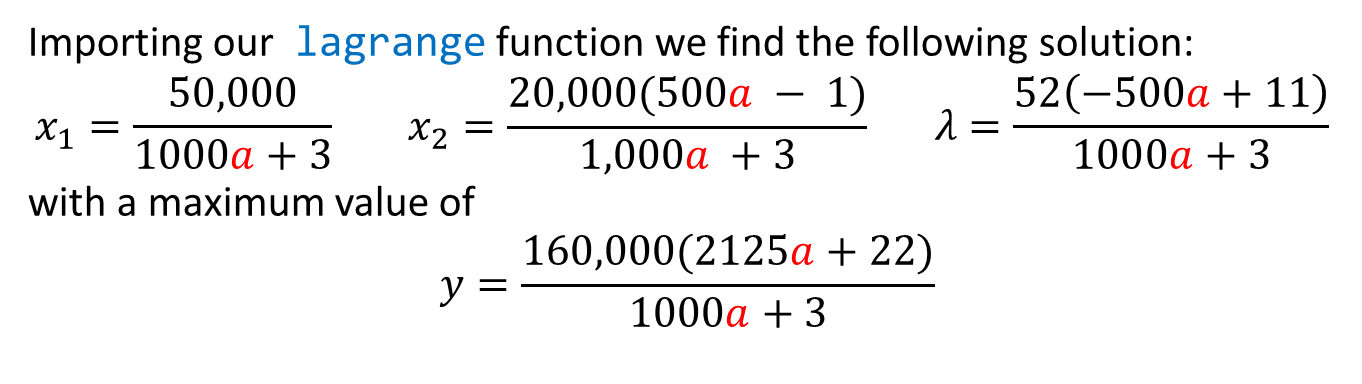 Importing our lagrange function we find the following solution:
x₁ = 50,000 / 1000a + 3    x₂ = 20,000(500a − 1) / 1,000a + 3    λ = 52(−500a + 11) / 1000a + 3
with a maximum value of
y = 160,000(2125a + 22) / 1000a + 3